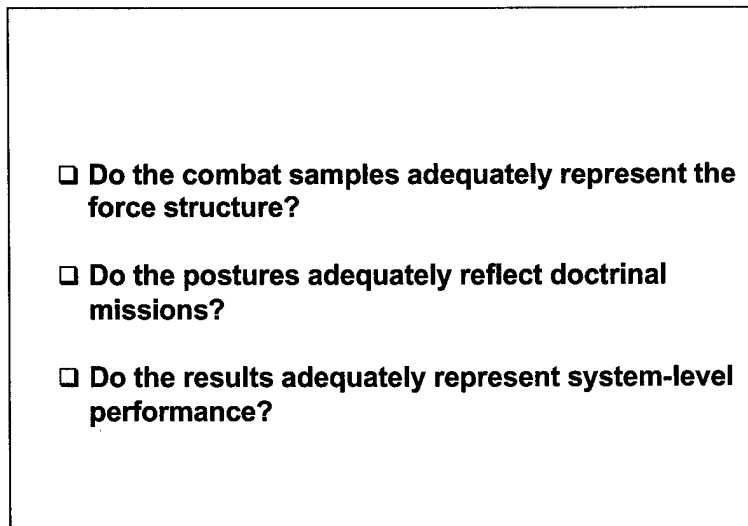 ❑ Do the combat samples adequately represent the
force structure?
❑ Do the postures adequately reflect doctrinal
missions?
❑ Do the results adequately represent system-level
performance?